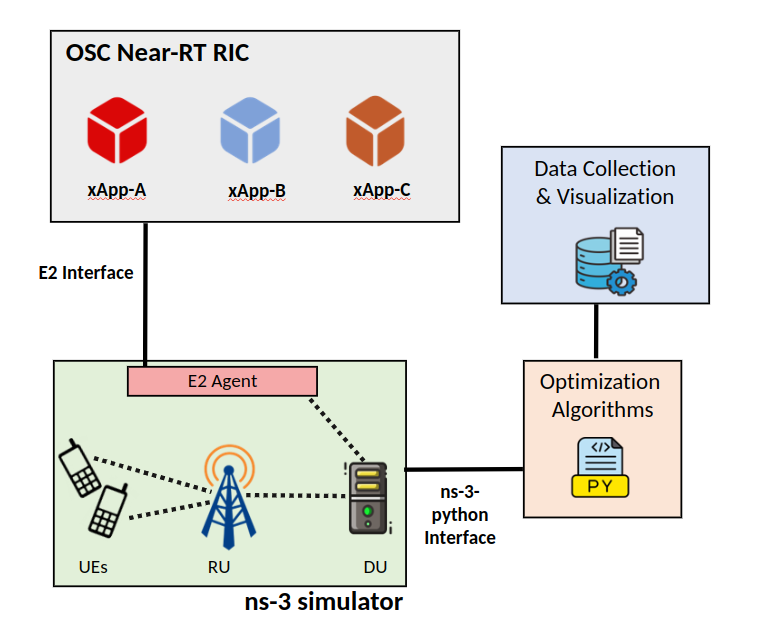 OSC Near-RT RIC
xApp-A
xApp-B
xApp-C
E2 Interface
Data Collection
& Visualization
E2 Agent
UEs
RU
DU
ns-3 simulator
ns-3-
python
Interface
Optimization
Algorithms
</>
PY